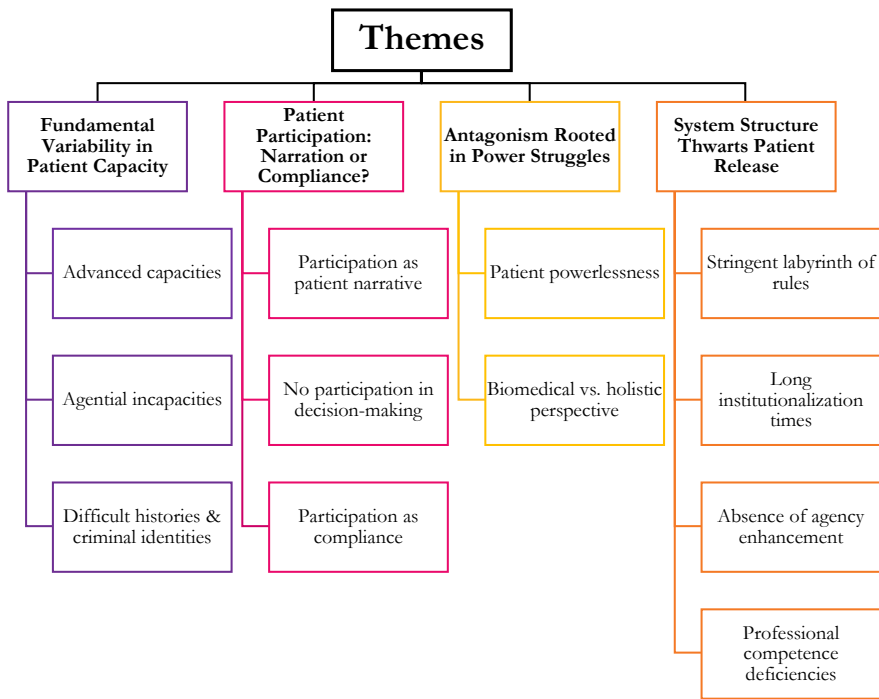 Themes
Fundamental
Variability in
Patient Capacity
Patient
Participation:
Narration or
Compliance?
Antagonism Rooted
in Power Struggles
System Structure
Thwarts Patient
Release
Advanced capacities
Agential
incapacities
Difficult histories &
criminal identities
Participation as
patient narrative
No participation in
decision-making
Participation as
compliance
Patient powerlessness
Biomedical vs. holistic
perspective
Stringent labyrinth of
rules
Long
institutionalization
times
Absence of agency
enhancement
Professional
competence
deficiencies